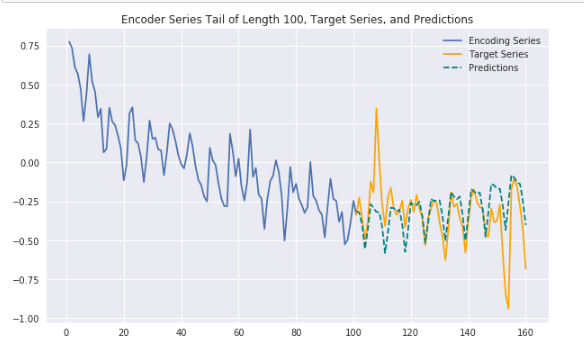 Encoder Series Tail of Length 100, Target Series, and Predictions
Encoding Series
Target Series
Predictions
0.75
0.50
0.25
0.00
−0.25
−0.50
−0.75
−1.00
0 20 40 60 80 100 120 140 160